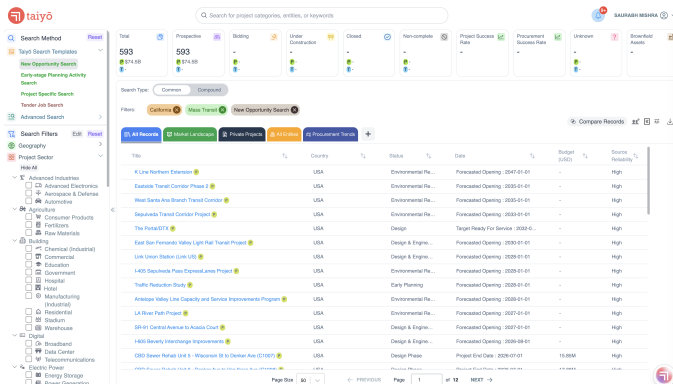 taiyō
Search for project categories, entities, or keywords
9+
SAURABH MISHRA
Search Method Reset
Taiyō Search Templates
New Opportunity Search
Early-stage Planning Activity Search
Project Specific Search
Tender Job Search
Advanced Search
Search Filters Edit Reset
Geography
Project Sector
Hide All
Advanced Industries
Advanced Electronics
Aerospace & Defense
Automotive
Agriculture
Consumer Products
Fertilizers
Raw Materials
Building
Chemical (Industrial)
Commercial
Education
Government
Hospital
Hotel
Manufacturing (Industrial)
Residential
Stadium
Warehouse
Digital
Broadband
Data Center
Telecommunications
Electric Power
Energy Storage
Power Generation
Total
593
P $74.5B
T -
Prospective
593
P $74.5B
T -
Bidding
-
P -
T -
Under Construction
-
P -
T -
Closed
-
P -
T -
Non-complete
-
P -
T -
Project Success Rate
-
Procurement Success Rate
-
Unknown
-
P -
T -
Brownfield Assets
-
Search Type: Common Compound
Filters: California Mass Transit New Opportunity Search
Compare Records
All Records Market Landscape Private Projects All Entities Procurement Trends +
Title Country Status Date Budget (USD) Source Reliability
K Line Northern Extension P USA Environmental Re... Forecasted Opening : 2047-01-01 - High
Eastside Transit Corridor Phase 2 P USA Environmental Re... Forecasted Opening : 2035-01-01 - High
West Santa Ana Branch Transit Corridor P USA Environmental Re... Forecasted Opening : 2035-01-01 - High
Sepulveda Transit Corridor Project P USA Environmental Re... Forecasted Opening : 2033-01-01 - High
The Portal/DTX P USA Design Target Ready For Service : 2032-0... - High
East San Fernando Valley Light Rail Transit Project P USA Design & Engine... Forecasted Opening : 2030-01-01 - High
Link Union Station (Link US) P USA Design & Engine... Forecasted Opening : 2028-01-01 - High
I-405 Sepulveda Pass ExpressLanes Project P USA Environmental Re... Forecasted Opening : 2028-01-01 - High
Traffic Reduction Study P USA Early Planning Forecasted Opening : 2028-01-01 - High
Antelope Valley Line Capacity and Service Improvements Program P USA Environmental Re... Forecasted Opening : 2028-01-01 - High
LA River Path Project P USA Environmental Re... Forecasted Opening : 2027-01-01 - High
SR-91 Central Avenue to Acacia Court P USA Design & Engine... Forecasted Opening : 2027-01-01 - High
I-605 Beverly Interchange Improvements P USA Design & Engine... Forecasted Opening : 2026-08-01 - High
CBD Sewer Rehab Unit 5 - Wisconsin St to Denker Ave (C1007) P USA Design Phase Project End Date : 2026-07-01 15.86M High
Page Size 50 PREVIOUS Page 1 of 12 NEXT